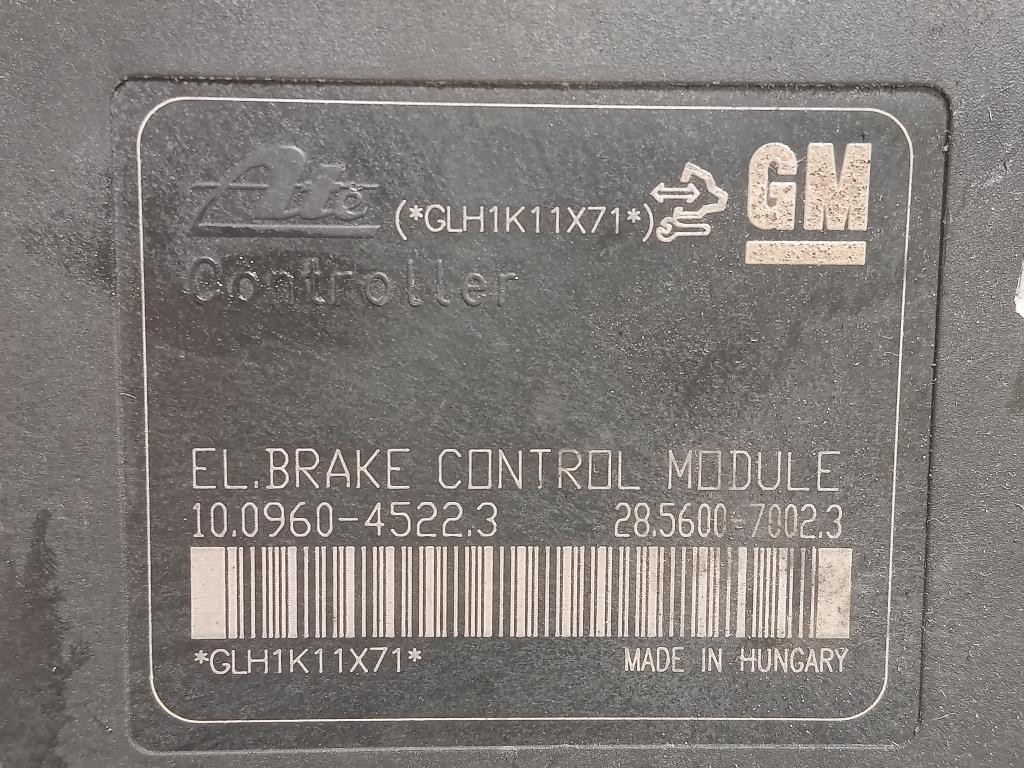 Ate (*GLH1K11X71*) GM
Controller
EL.BRAKE CONTROL MODULE
10.0960-4522.3 28.5600-7002.3
*GLH1K11X71* MADE IN HUNGARY